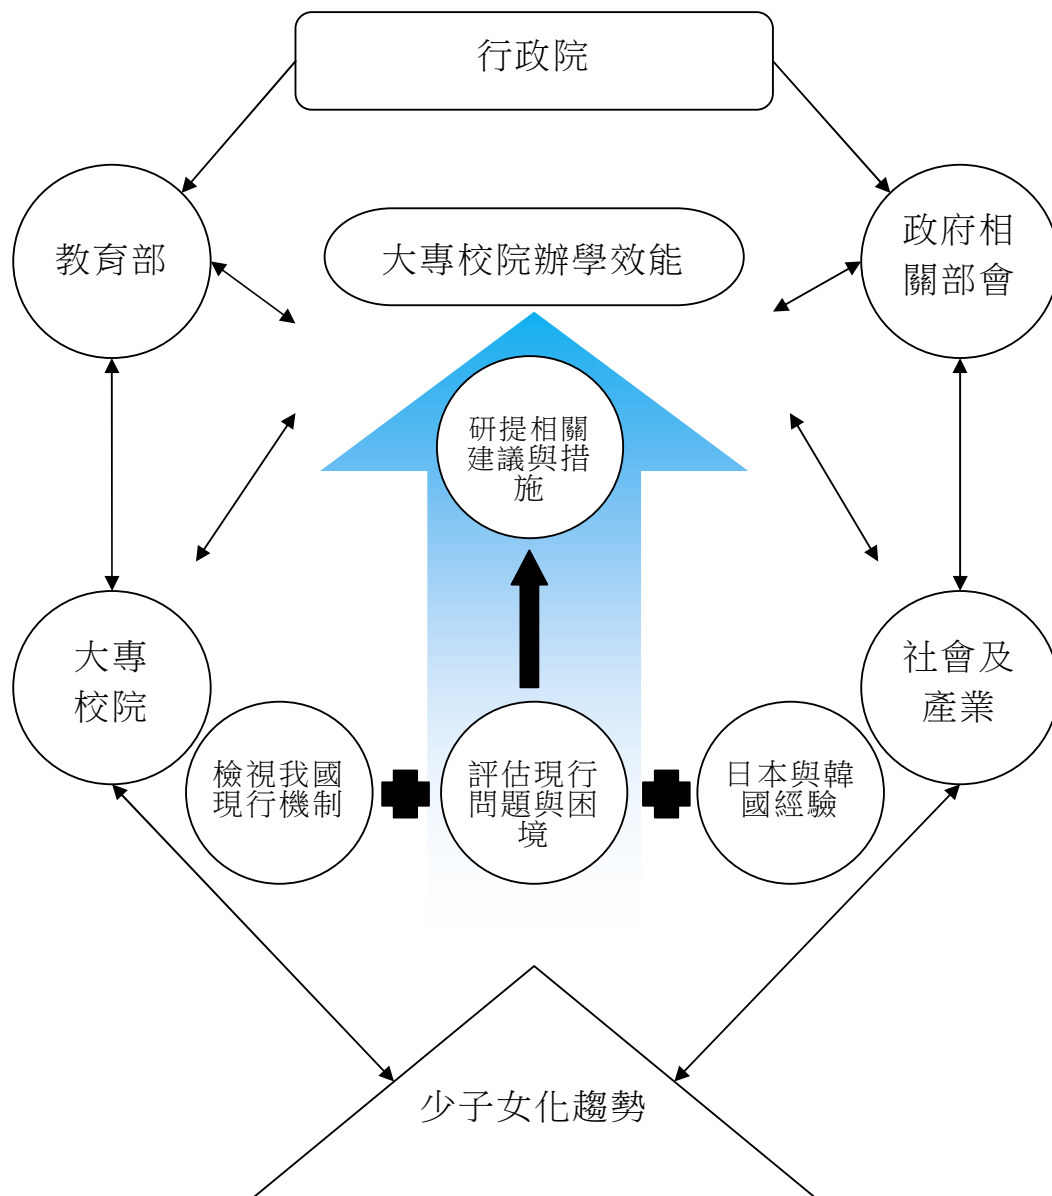 行政院
教育部
大專校院辦學效能
政府相
關部會
研提相關
建議與措
施
大專
校院
社會及
產業
檢視我國
現行機制
評估現行
問題與困
境
日本與韓
國經驗
少子女化趨勢